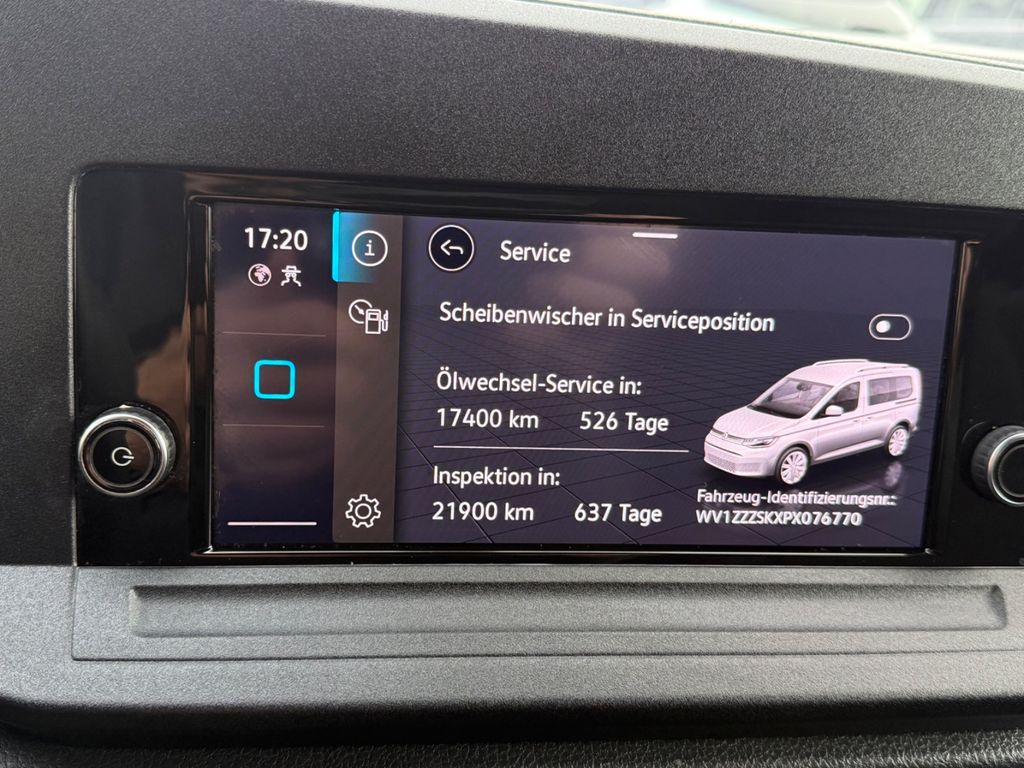 17:20
Service
Scheibenwischer in Serviceposition
Ölwechsel-Service in:
17400 km 526 Tage
Inspektion in:
21900 km 637 Tage
Fahrzeug-Identifizierungsnr.:
WV1ZZZSKXPX076770